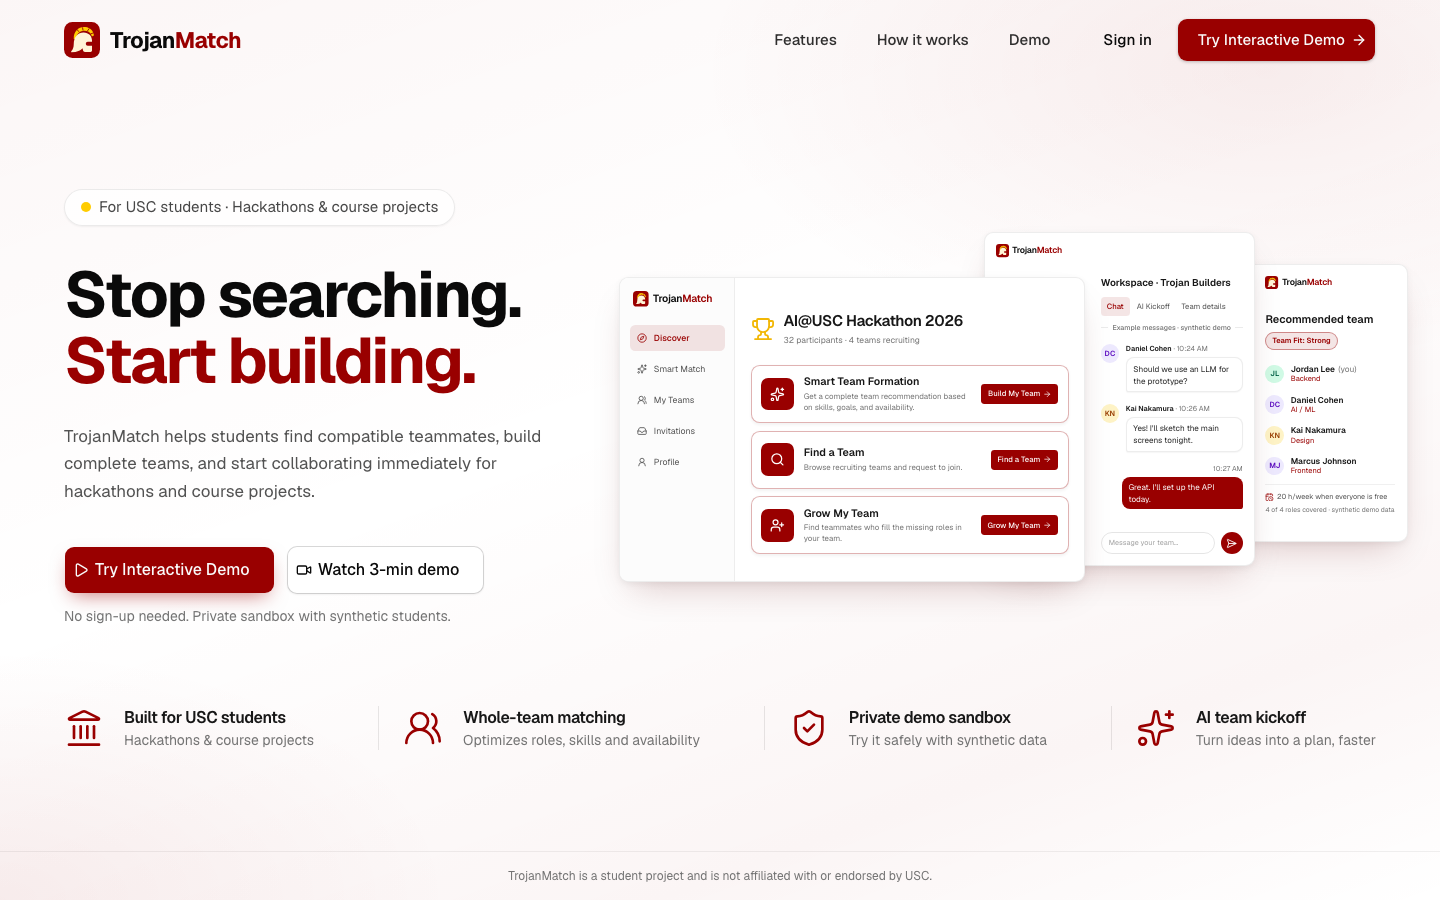 TrojanMatch
Features
How it works
Demo
Sign in
Try Interactive Demo
For USC students · Hackathons & course projects
Stop searching.
Start building.
TrojanMatch helps students find compatible teammates, build
complete teams, and start collaborating immediately for
hackathons and course projects.
Try Interactive Demo
Watch 3-min demo
No sign-up needed. Private sandbox with synthetic students.
TrojanMatch
Discover
Smart Match
My Teams
Invitations
Profile
AI@USC Hackathon 2026
32 participants · 4 teams recruiting
Smart Team Formation
Get a complete team recommendation based
on skills, goals, and availability.
Build My Team
Find a Team
Browse recruiting teams and request to join.
Find a Team
Grow My Team
Find teammates who fill the missing roles in
your team.
Grow My Team
TrojanMatch
Workspace · Trojan Builders
Chat
AI Kickoff
Team details
Example messages · synthetic demo
DC
Daniel Cohen · 10:24 AM
Should we use an LLM for
the prototype?
KN
Kai Nakamura · 10:26 AM
Yes! I'll sketch the main
screens tonight.
10:27 AM
Great. I'll set up the API
today.
Message your team...
TrojanMatch
Recommended team
Team Fit: Strong
JL
Jordan Lee (you)
Backend
DC
Daniel Cohen
AI / ML
KN
Kai Nakamura
Design
MJ
Marcus Johnson
Frontend
20 h/week when everyone is free
4 of 4 roles covered · synthetic demo data
Built for USC students
Hackathons & course projects
Whole-team matching
Optimizes roles, skills and availability
Private demo sandbox
Try it safely with synthetic data
AI team kickoff
Turn ideas into a plan, faster
TrojanMatch is a student project and is not affiliated with or endorsed by USC.